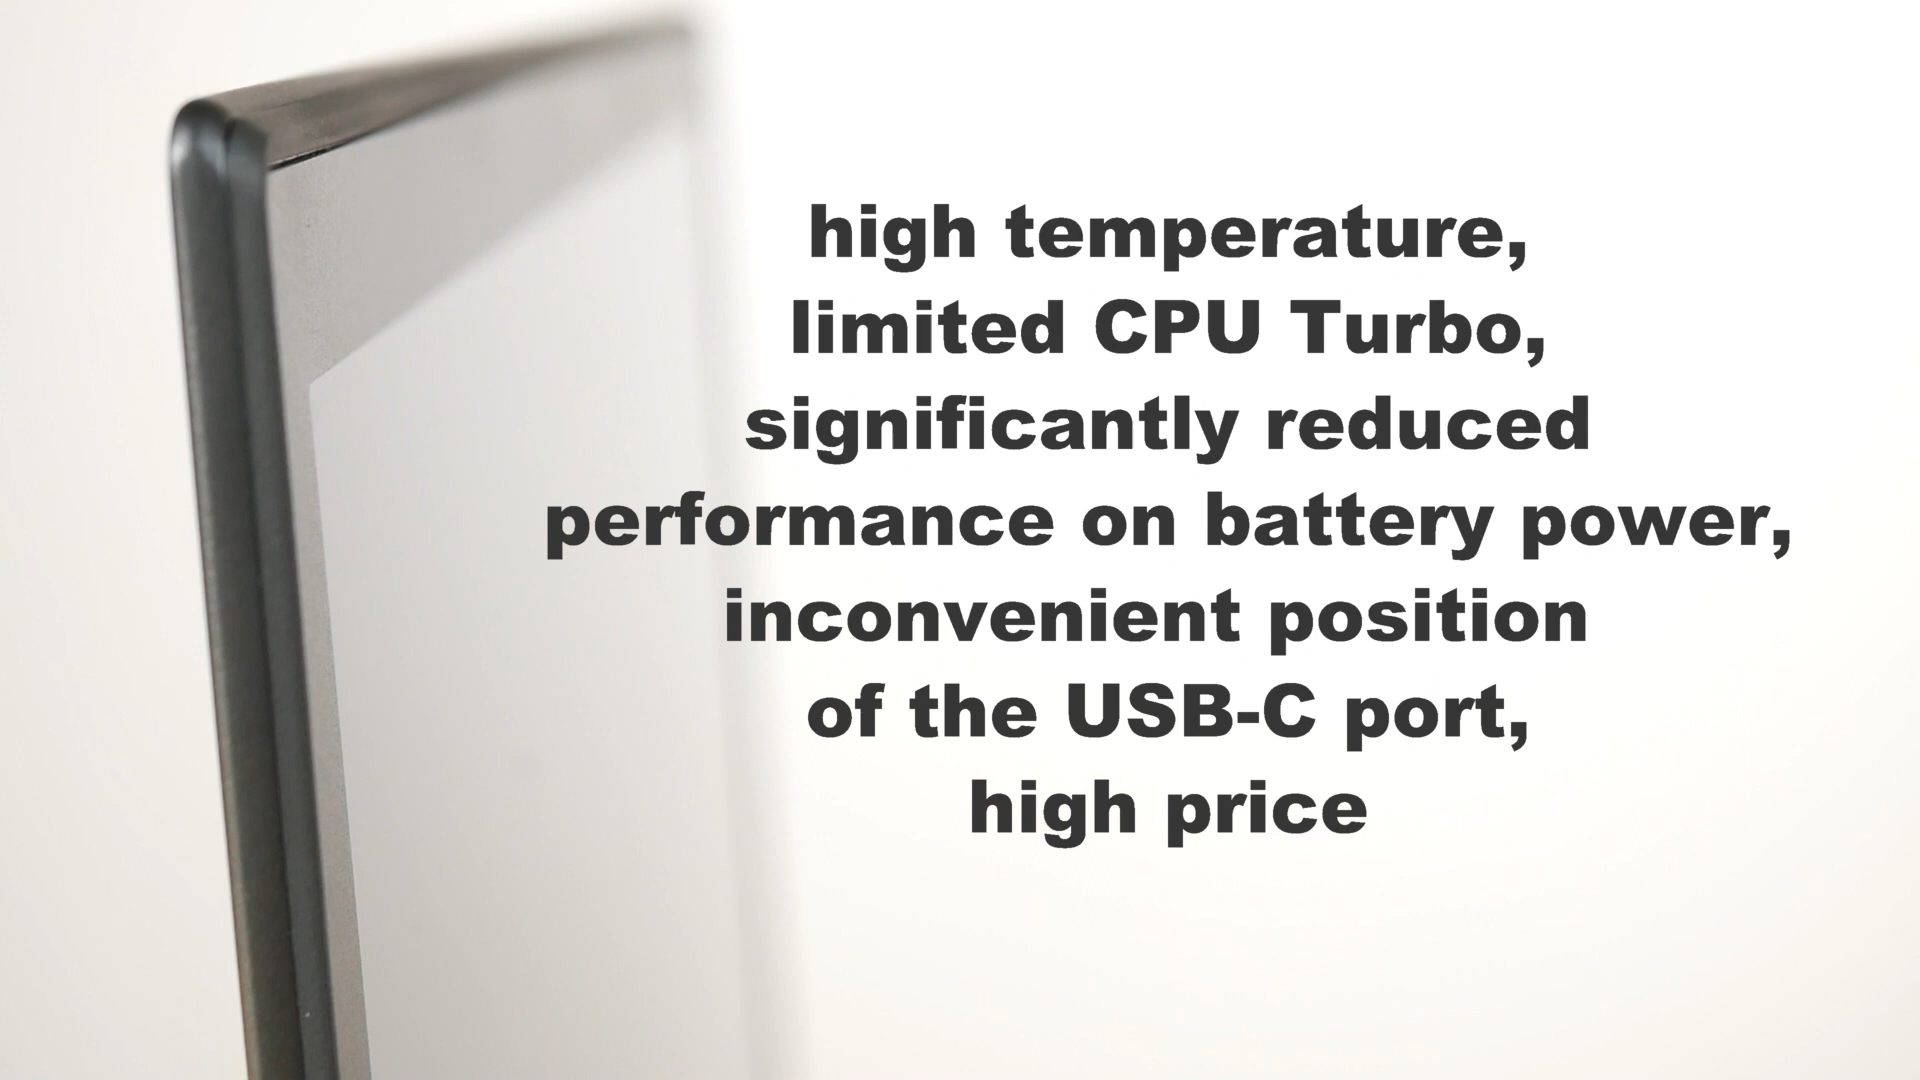 high temperature,
limited CPU Turbo,
significantly reduced
performance on battery power,
inconvenient position
of the USB-C port,
high price